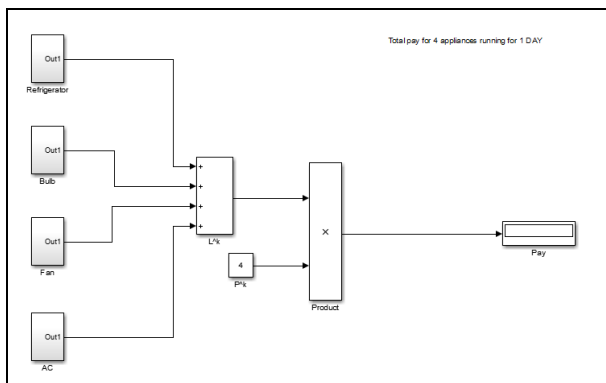 Total pay for 4 appliances running for 1 DAY
Out1
Refrigerator
Out1
Bulb
Out1
Fan
Out1
AC
+
+
+
+
L^k
4
P^k
×
Product
Pay